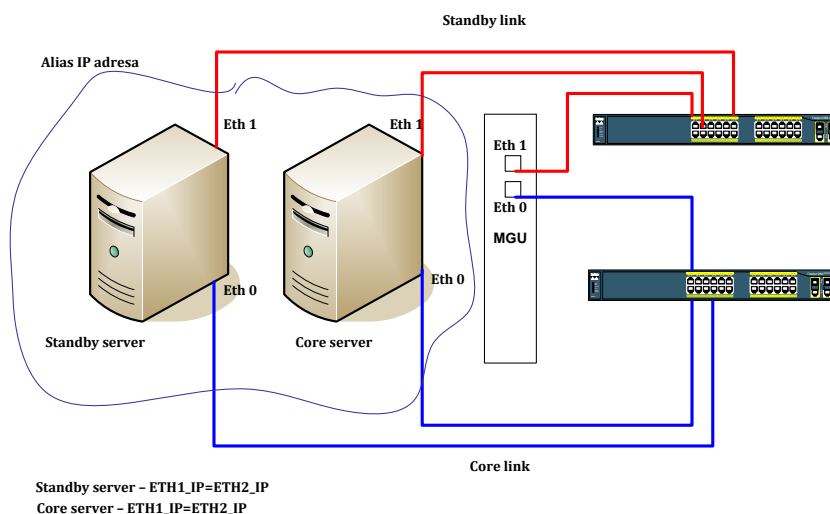 Standby link
Alias IP adresa
Eth 1
Eth 1
Eth 1
Eth 0
MGU
Eth 0
Eth 0
Standby server
Core server
Core link
Standby server – ETH1_IP=ETH2_IP
Core server – ETH1_IP=ETH2_IP